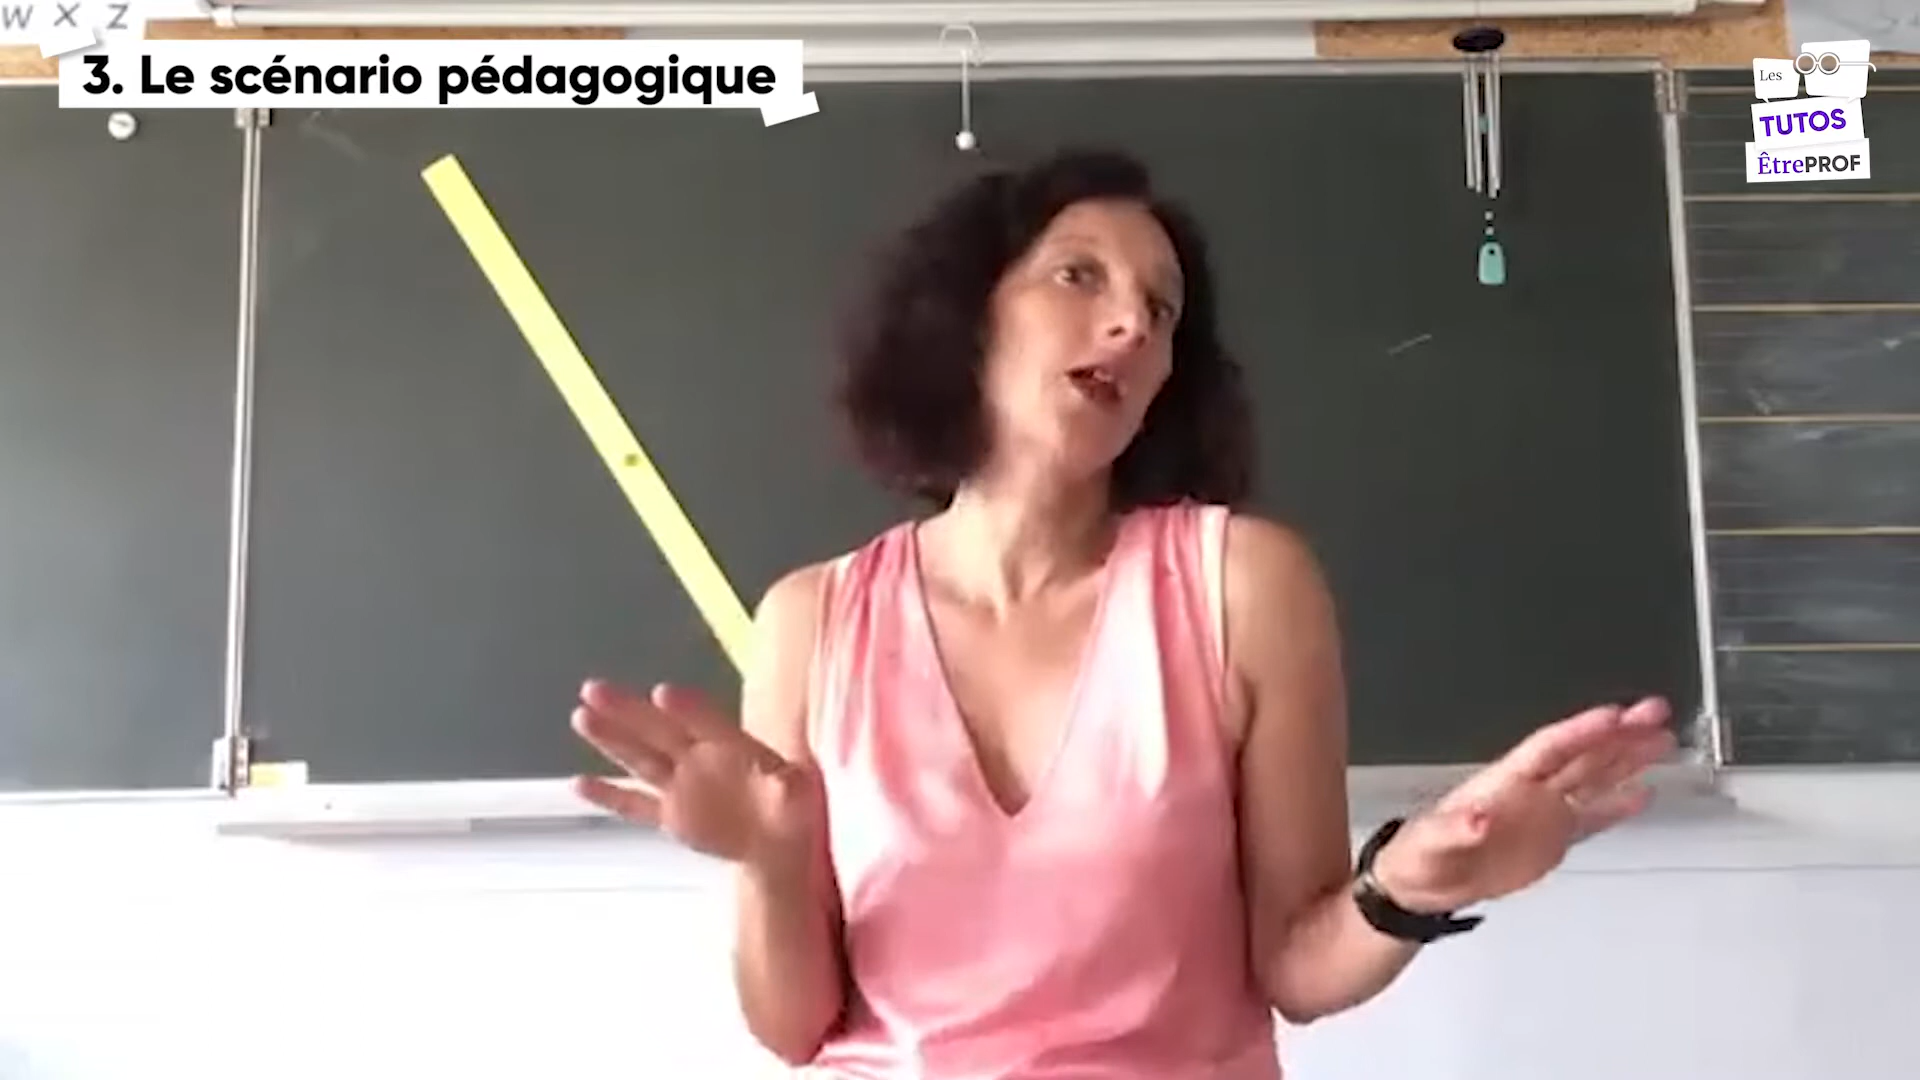 w x z
3. Le scénario pédagogique
Les
TUTOS
ÊtrePROF